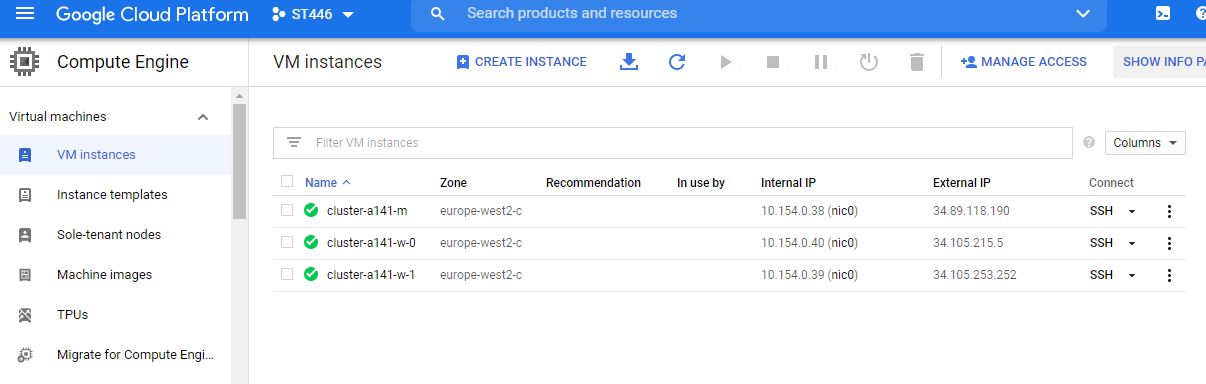 Google Cloud Platform ST446 Search products and resources
Compute Engine
VM instances CREATE INSTANCE MANAGE ACCESS SHOW INFO PA
Virtual machines
VM instances
Instance templates
Sole-tenant nodes
Machine images
TPUs
Migrate for Compute Engi...
Filter VM instances Columns
Name Zone Recommendation In use by Internal IP External IP Connect
cluster-a141-m europe-west2-c 10.154.0.38 (nic0) 34.89.118.190 SSH
cluster-a141-w-0 europe-west2-c 10.154.0.40 (nic0) 34.105.215.5 SSH
cluster-a141-w-1 europe-west2-c 10.154.0.39 (nic0) 34.105.253.252 SSH